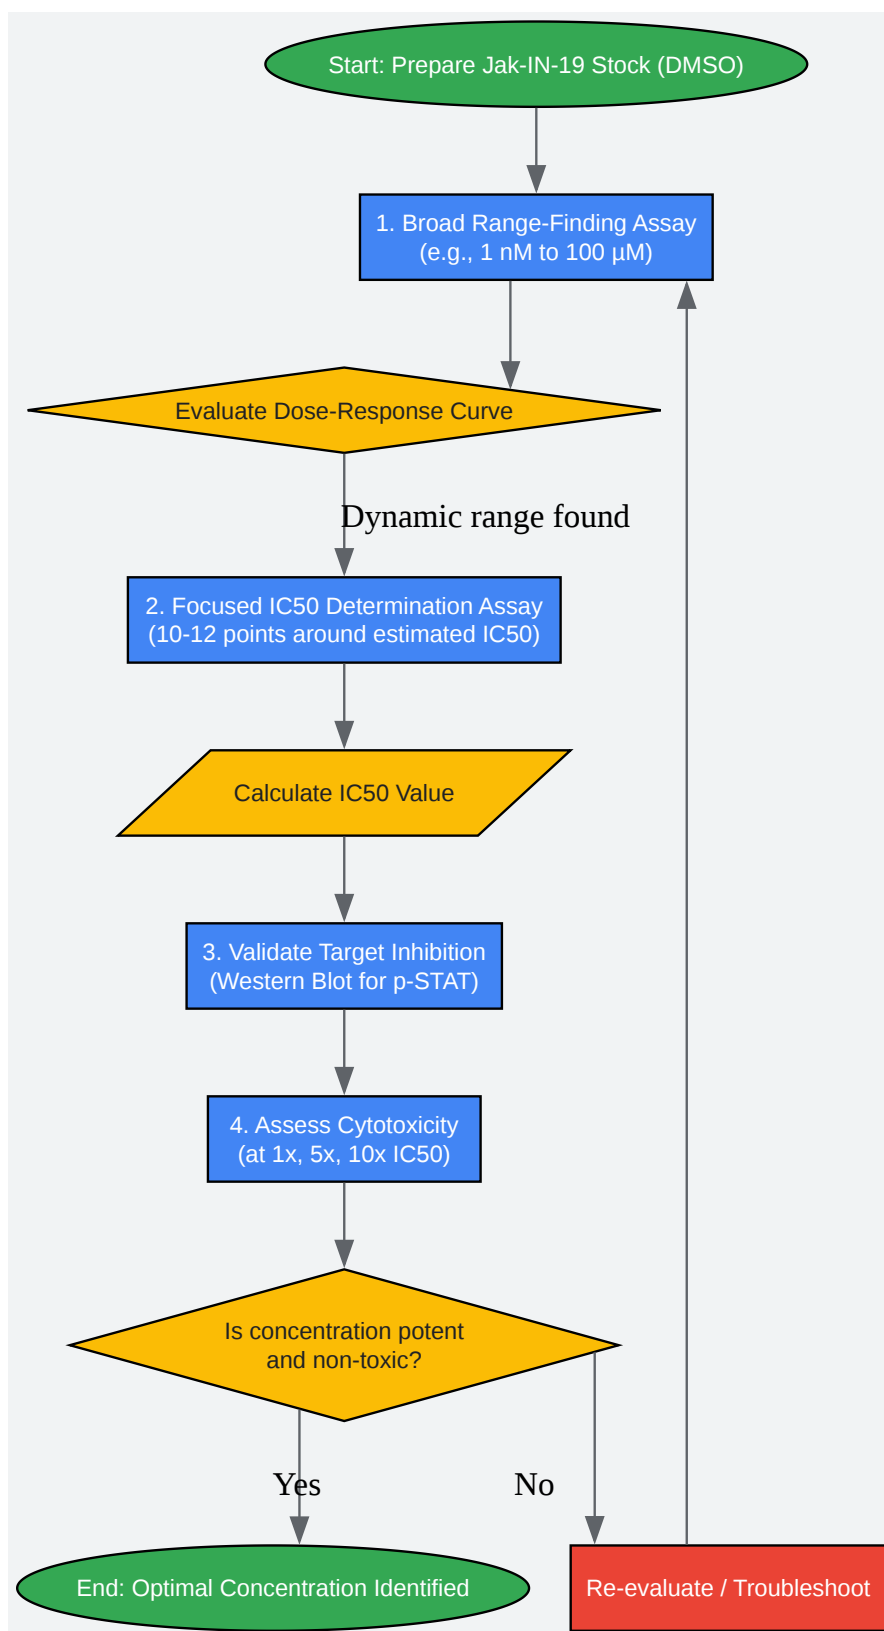 Start: Prepare Jak-IN-19 Stock (DMSO)
1. Broad Range-Finding Assay
(e.g., 1 nM to 100 µM)
Evaluate Dose-Response Curve
Dynamic range found
2. Focused IC50 Determination Assay
(10-12 points around estimated IC50)
Calculate IC50 Value
3. Validate Target Inhibition
(Western Blot for p-STAT)
4. Assess Cytotoxicity
(at 1x, 5x, 10x IC50)
Is concentration potent
and non-toxic?
Yes
No
End: Optimal Concentration Identified
Re-evaluate / Troubleshoot